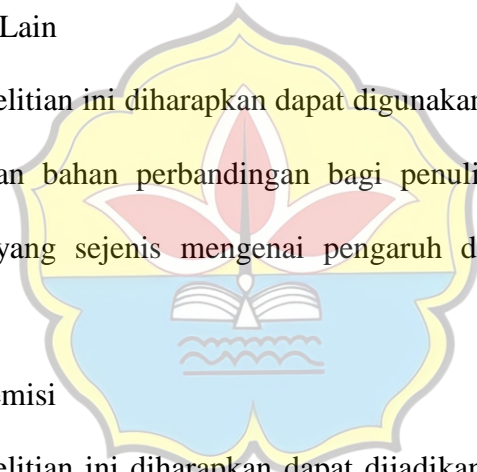 Lain
elitian ini diharapkan dapat digunakan
an bahan perbandingan bagi penuli
yang sejenis mengenai pengaruh d
emisi
elitian ini diharapkan dapat dijadikan